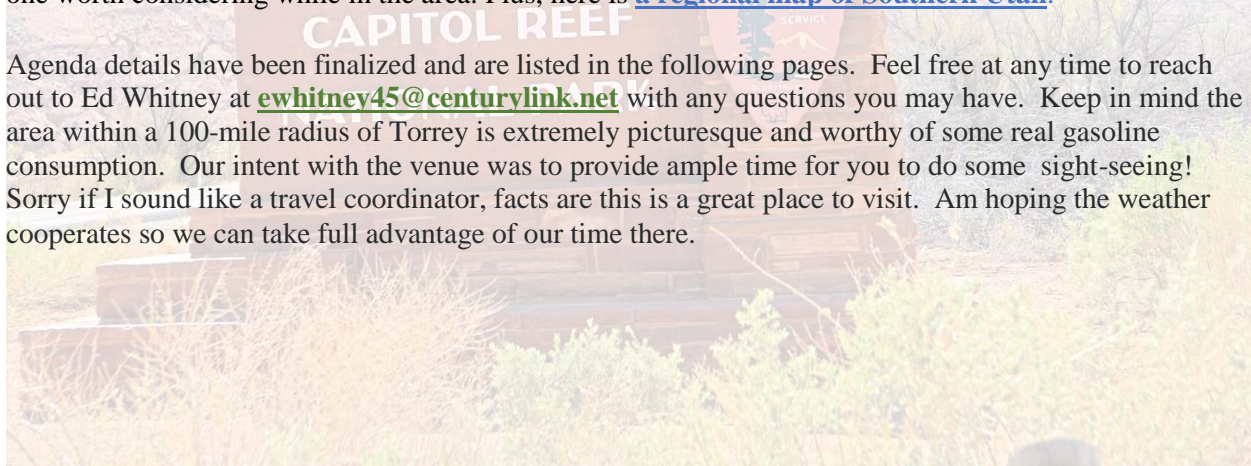 one worth considering while in the area. Plus, here is a regional map of Southern Utah!
CAPITOL REEF
SERVICE
NATIONAL PARK
Agenda details have been finalized and are listed in the following pages.  Feel free at any time to reach
out to Ed Whitney at ewhitney45@centurylink.net with any questions you may have.  Keep in mind the
area within a 100-mile radius of Torrey is extremely picturesque and worthy of some real gasoline
consumption.  Our intent with the venue was to provide ample time for you to do some  sight-seeing!
Sorry if I sound like a travel coordinator, facts are this is a great place to visit.  Am hoping the weather
cooperates so we can take full advantage of our time there.